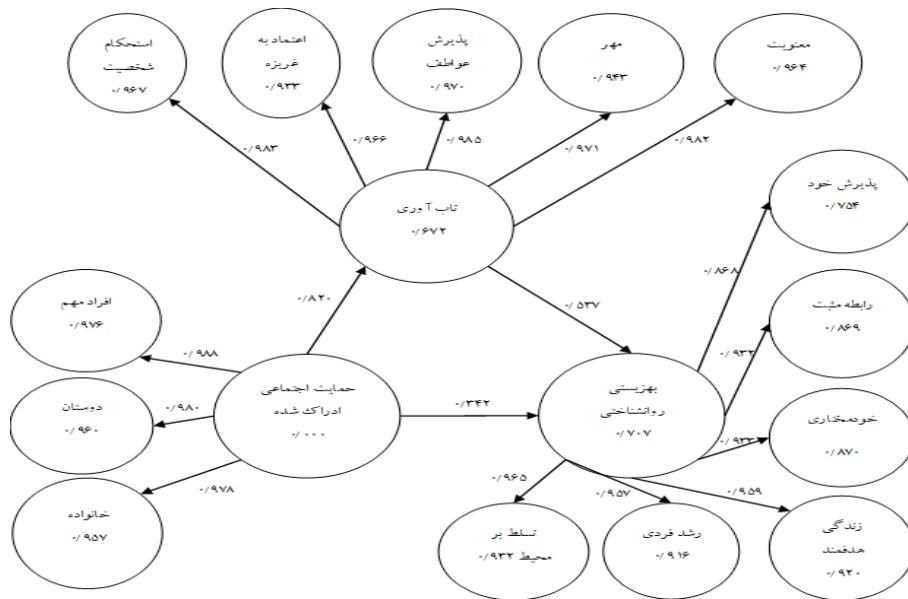 استحکام
شخصیت
۰/۹۶۷
اعتماد به
غریزه
۰/۹۳۳
پذیرش
عواطف
۰/۹۷۰
مهر
۰/۹۴۳
معنویت
۰/۹۶۴
۰/۹۸۳
۰/۹۶۶
۰/۹۸۵
۰/۹۷۱
۰/۹۸۲
تاب آوری
۰/۶۷۲
پذیرش خود
۰/۷۵۴
۰/۸۶۸
رابطه مثبت
۰/۸۶۹
۰/۹۳۲
۰/۸۲۰
۰/۵۳۷
افراد مهم
۰/۹۷۶
۰/۹۸۸
دوستان
۰/۹۶۰
۰/۹۸۰
خانواده
۰/۹۵۷
۰/۹۷۸
حمایت اجتماعی
ادراک شده
۰/۰۰۰
۰/۳۴۲
بهزیستی
روانشناختی
۰/۷۰۷
خودمختاری
۰/۸۷۰
۰/۹۳۳
۰/۹۶۵
۰/۹۵۷
۰/۹۵۹
تسلط بر
محیط ۰/۹۳۲
رشد فردی
۰/۹۱۶
زندگی
هدفمند
۰/۹۲۰